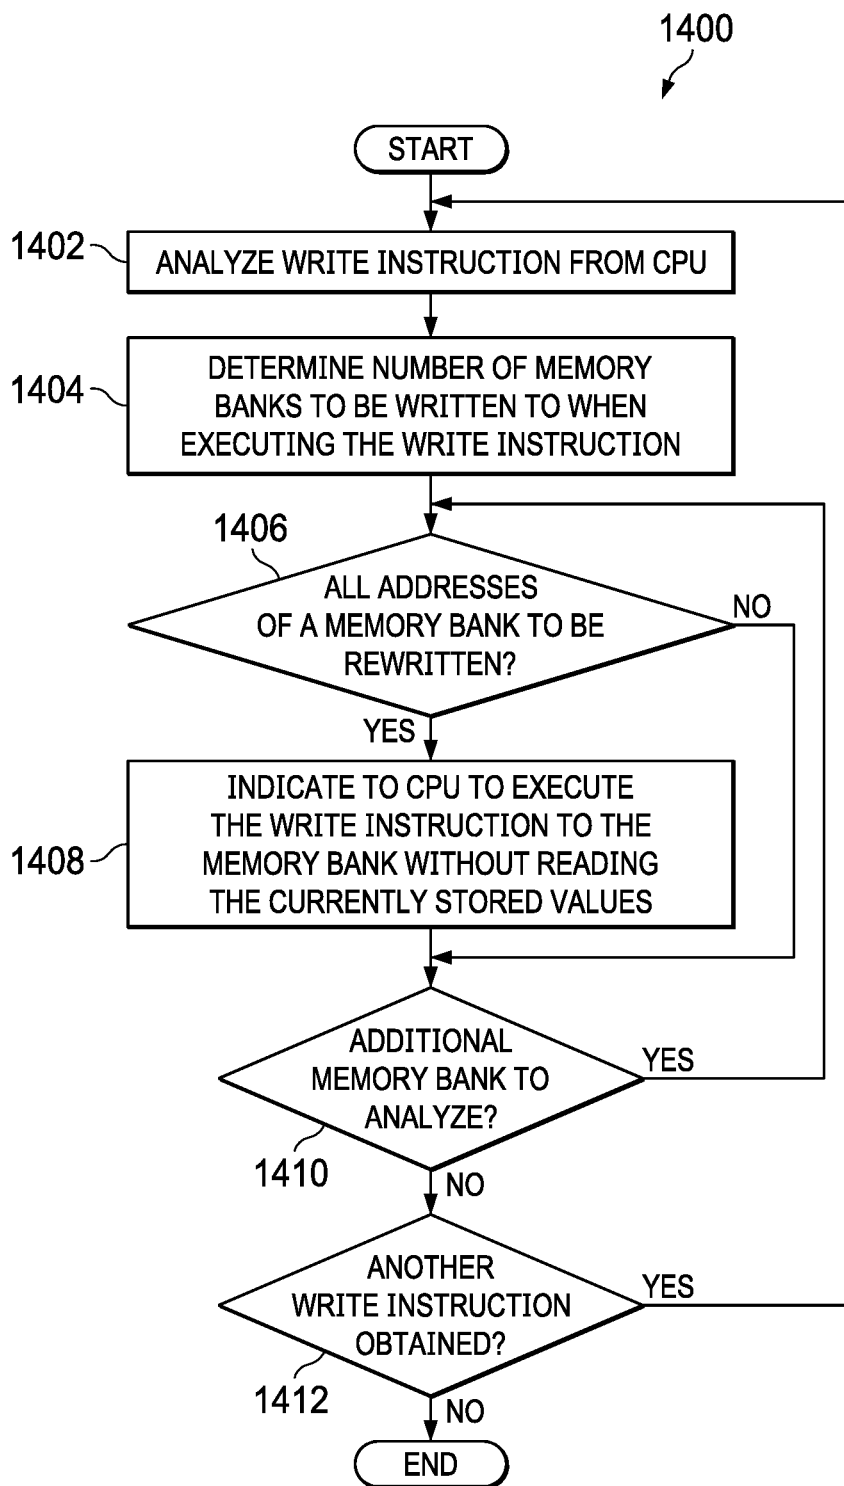 1400
START
1402
ANALYZE WRITE INSTRUCTION FROM CPU
1404
DETERMINE NUMBER OF MEMORY
BANKS TO BE WRITTEN TO WHEN
EXECUTING THE WRITE INSTRUCTION
1406
ALL ADDRESSES
OF A MEMORY BANK TO BE
REWRITTEN?
NO
YES
1408
INDICATE TO CPU TO EXECUTE
THE WRITE INSTRUCTION TO THE
MEMORY BANK WITHOUT READING
THE CURRENTLY STORED VALUES
ADDITIONAL
MEMORY BANK TO
ANALYZE?
YES
1410
NO
ANOTHER
WRITE INSTRUCTION
OBTAINED?
YES
1412
NO
END